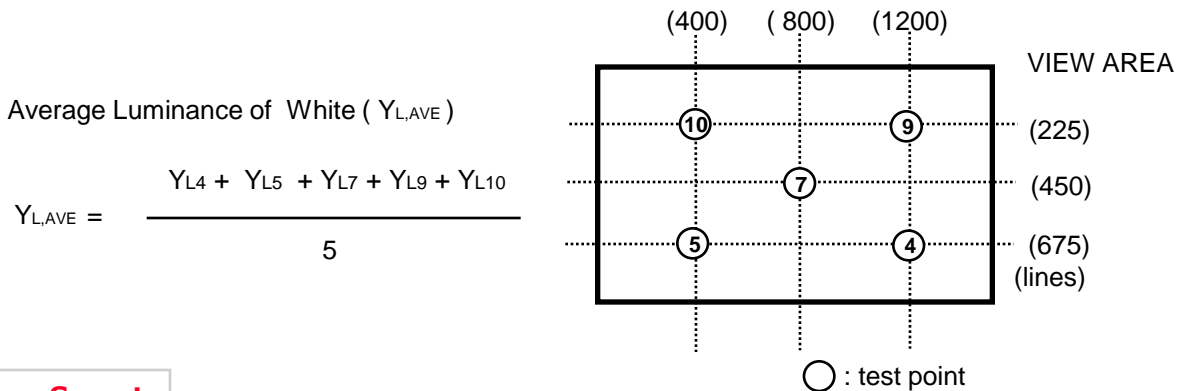 (400) ( 800) (1200)
VIEW AREA
Average Luminance of White ( YL,AVE )
10 9 (225)
YL4 + YL5 + YL7 + YL9 + YL10
7 (450)
YL,AVE =
5
5 4 (675)
(lines)
: test point